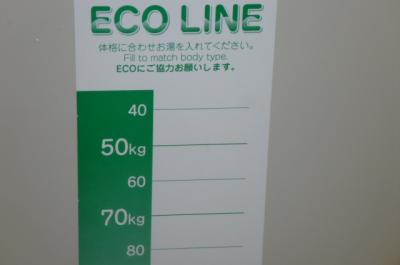 ECO LINE
体格に合わせお湯を入れてください。
Fill to match body type.
ECOにご協力お願いします。
40
50kg
60
70kg
80